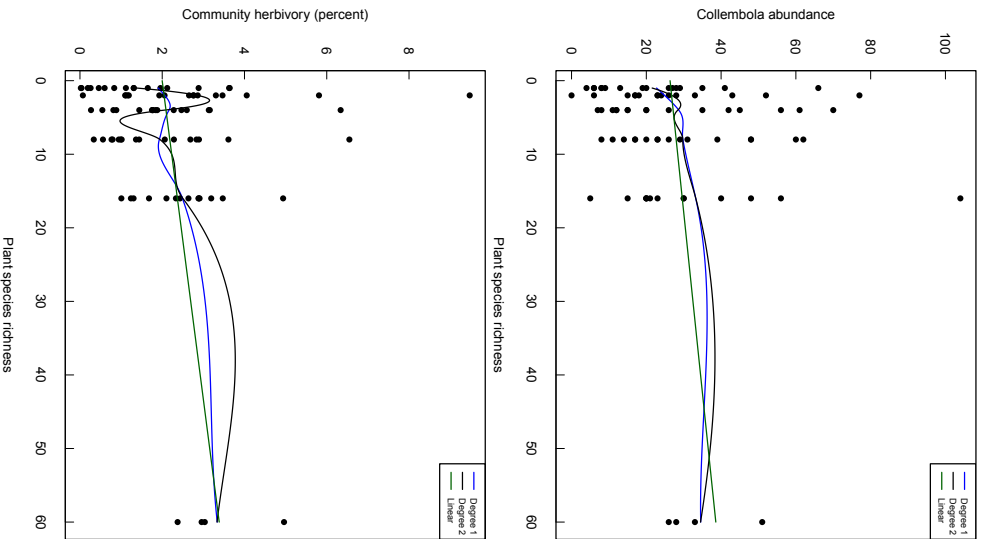 Community herbivory (percent)
0
2
4
6
8
0
10
20
30
40
50
60
Plant species richness
Degree 1
Degree 2
Linear
Collembola abundance
0
20
40
60
80
100
0
10
20
30
40
50
60
Plant species richness
Degree 1
Degree 2
Linear